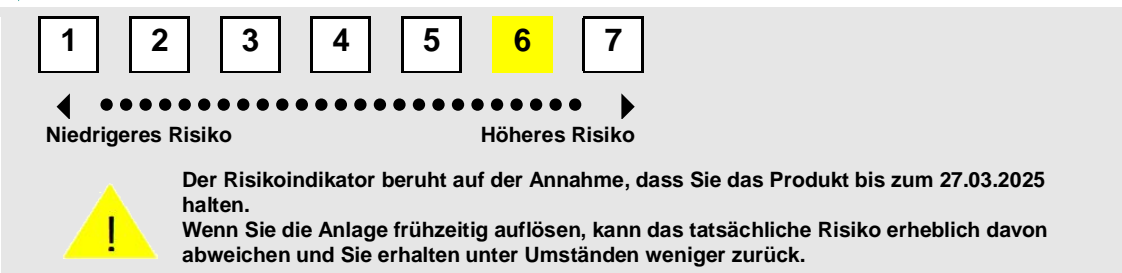 1 2 3 4 5 6 7
Niedrigeres Risiko Höheres Risiko
Der Risikoindikator beruht auf der Annahme, dass Sie das Produkt bis zum 27.03.2025
halten.
Wenn Sie die Anlage frühzeitig auflösen, kann das tatsächliche Risiko erheblich davon
abweichen und Sie erhalten unter Umständen weniger zurück.
!